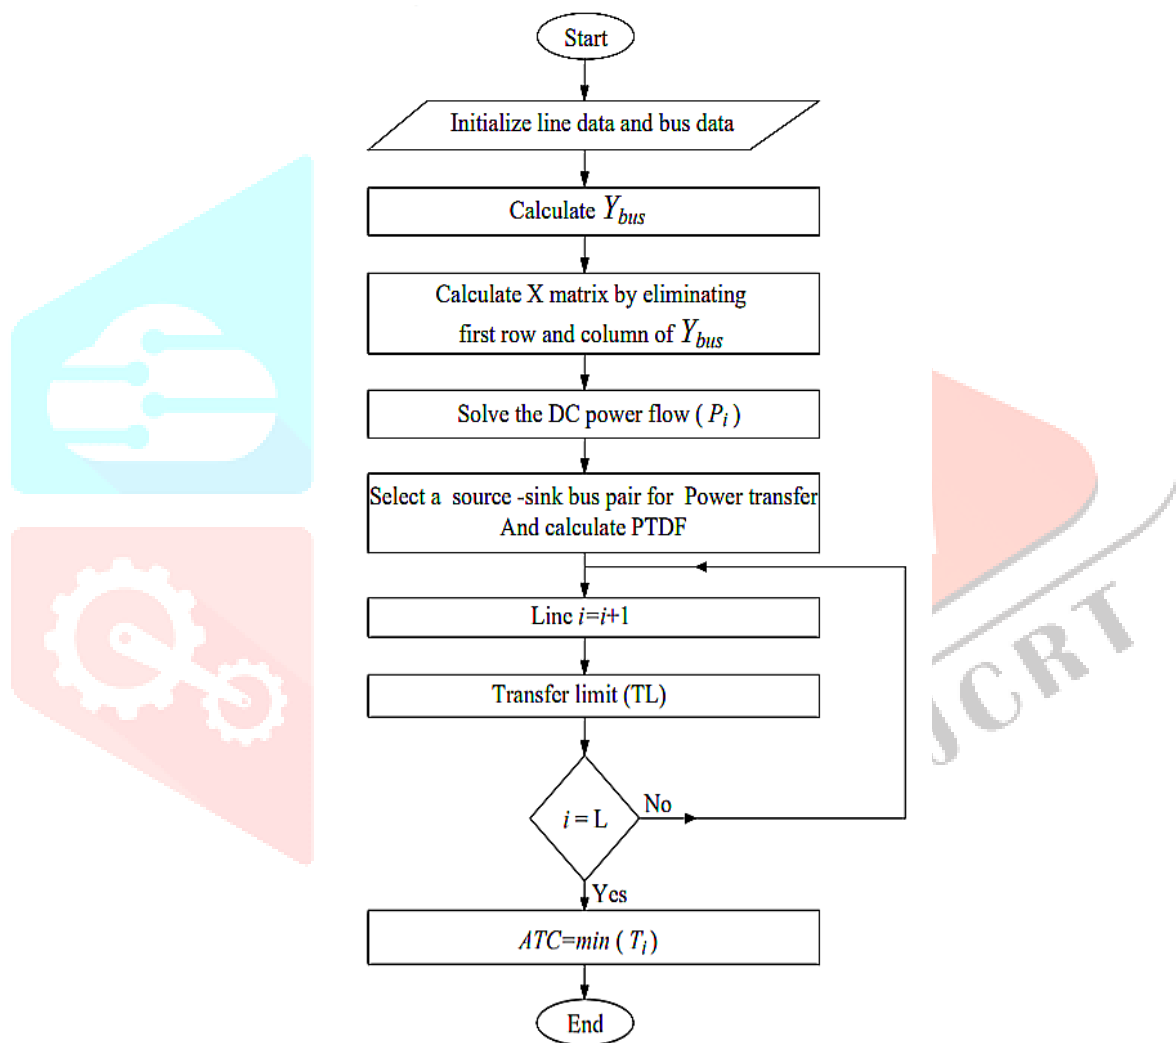 Start
Initialize line data and bus data
Calculate Y_bus
Calculate X matrix by eliminating
first row and column of Y_bus
Solve the DC power flow ( P_i )
Select a source -sink bus pair for Power transfer
And calculate PTDF
Line i=i+1
Transfer limit (TL)
i = L
No
Yes
ATC=min ( T_i )
End
JCRT